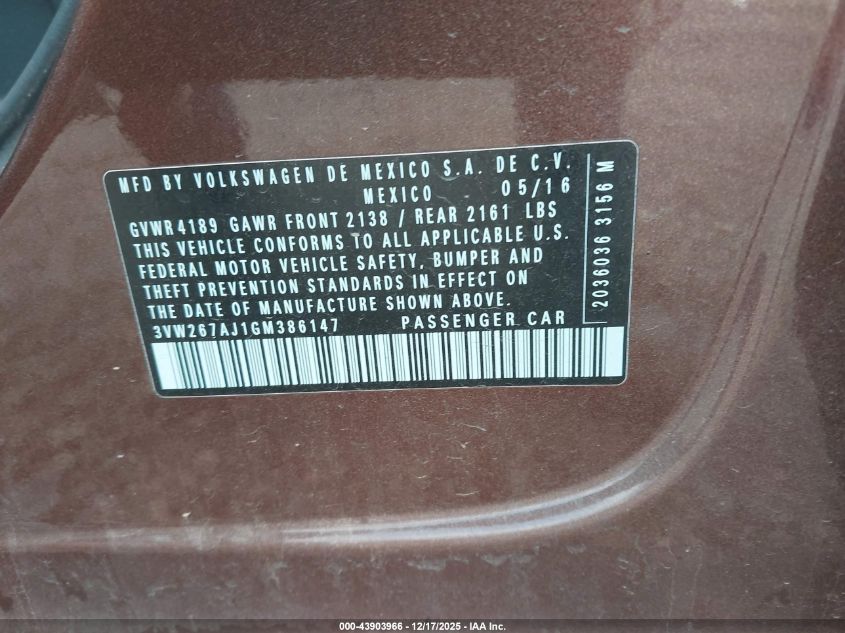 MFD BY VOLKSWAGEN DE MEXICO S.A. DE C.V.
MEXICO 05/16
GVWR 4189 GAWR FRONT 2138 / REAR 2161 LBS
THIS VEHICLE CONFORMS TO ALL APPLICABLE U.S.
FEDERAL MOTOR VEHICLE SAFETY, BUMPER AND
THEFT PREVENTION STANDARDS IN EFFECT ON
THE DATE OF MANUFACTURE SHOWN ABOVE.
3VW267AJ1GM386147 PASSENGER CAR
2036036 3156 M
000-43903966 - 12/17/2025 - IAA Inc.